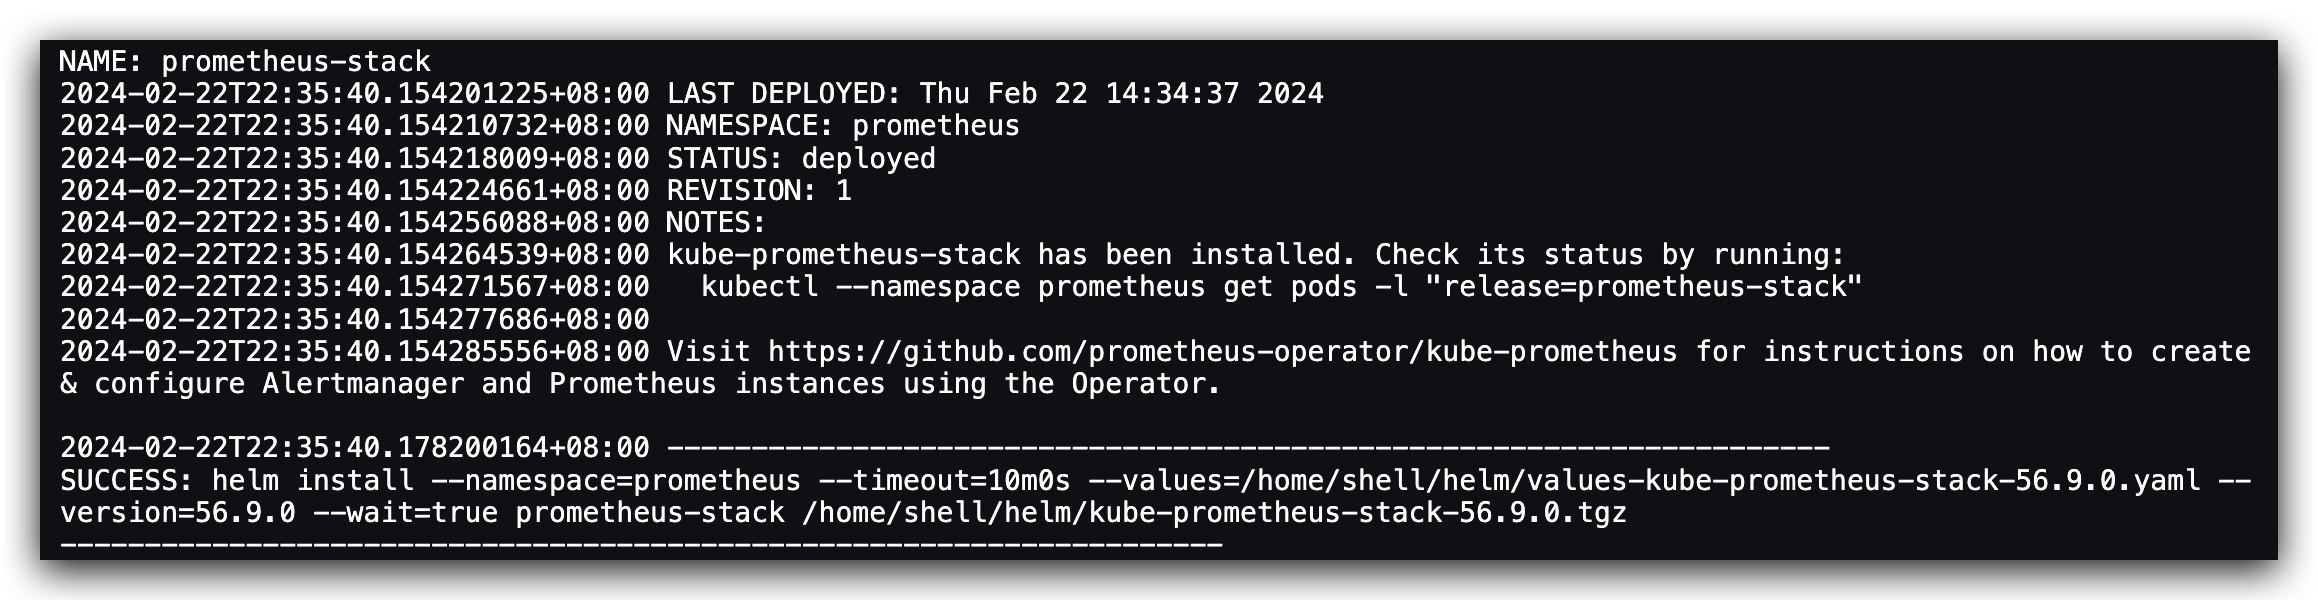 NAME: prometheus-stack
2024-02-22T22:35:40.154201225+08:00 LAST DEPLOYED: Thu Feb 22 14:34:37 2024
2024-02-22T22:35:40.154210732+08:00 NAMESPACE: prometheus
2024-02-22T22:35:40.154218009+08:00 STATUS: deployed
2024-02-22T22:35:40.154224661+08:00 REVISION: 1
2024-02-22T22:35:40.154256088+08:00 NOTES:
2024-02-22T22:35:40.154264539+08:00 kube-prometheus-stack has been installed. Check its status by running:
2024-02-22T22:35:40.154271567+08:00   kubectl --namespace prometheus get pods -l "release=prometheus-stack"
2024-02-22T22:35:40.154277686+08:00
2024-02-22T22:35:40.154285556+08:00 Visit https://github.com/prometheus-operator/kube-prometheus for instructions on how to create
& configure Alertmanager and Prometheus instances using the Operator.
2024-02-22T22:35:40.178200164+08:00 ---------------------------------------------------------------------
SUCCESS: helm install --namespace=prometheus --timeout=10m0s --values=/home/shell/helm/values-kube-prometheus-stack-56.9.0.yaml --
version=56.9.0 --wait=true prometheus-stack /home/shell/helm/kube-prometheus-stack-56.9.0.tgz
---------------------------------------------------------------------